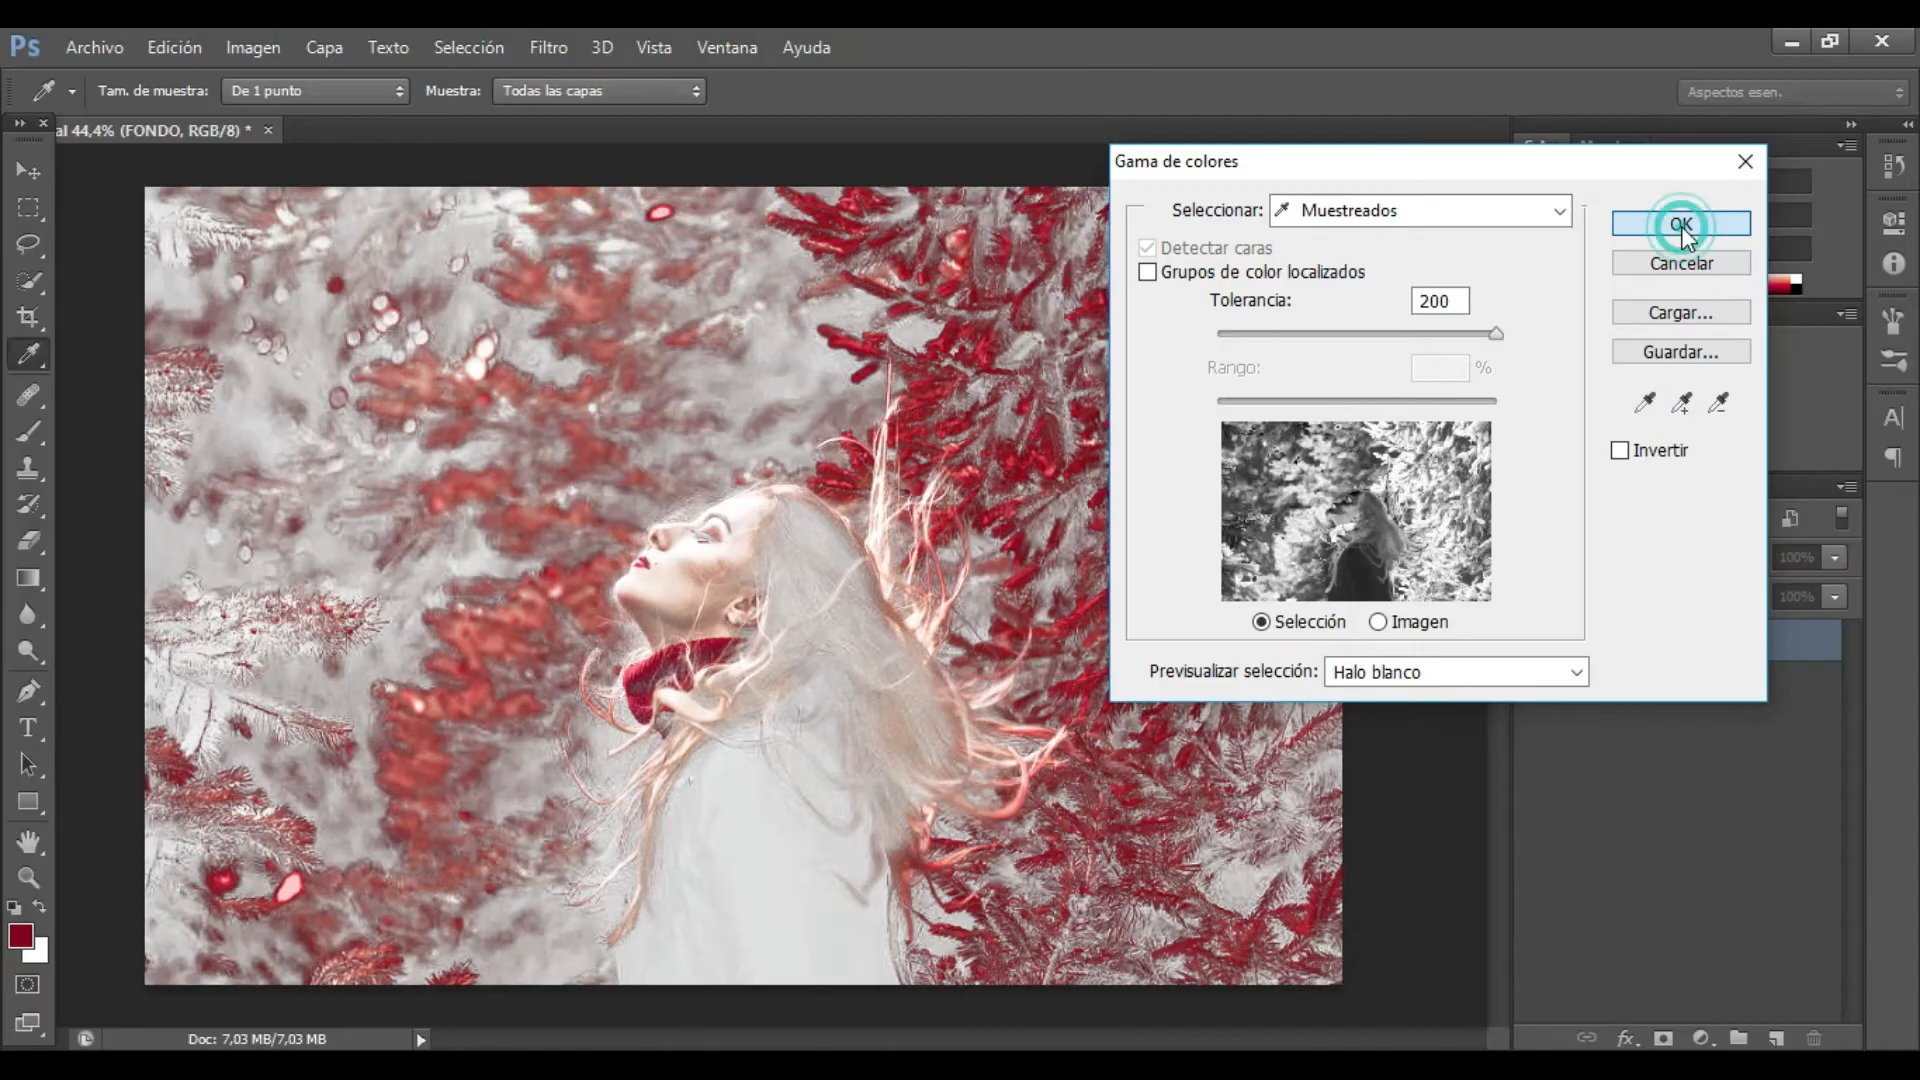 Ps Archivo Edición Imagen Capa Texto Selección Filtro 3D Vista Ventana Ayuda
Tam. de muestra: De 1 punto Muestra: Todas las capas Aspectos esen.
al 44,4% (FONDO, RGB/8) * ×
Gama de colores
Seleccionar: Muestreados
OK
Detectar caras
Cancelar
Grupos de color localizados
Tolerancia: 200
Cargar...
Guardar...
Rango: %
Invertir
100%
100%
Selección Imagen
Previsualizar selección: Halo blanco
Doc: 7,03 MB/7,03 MB